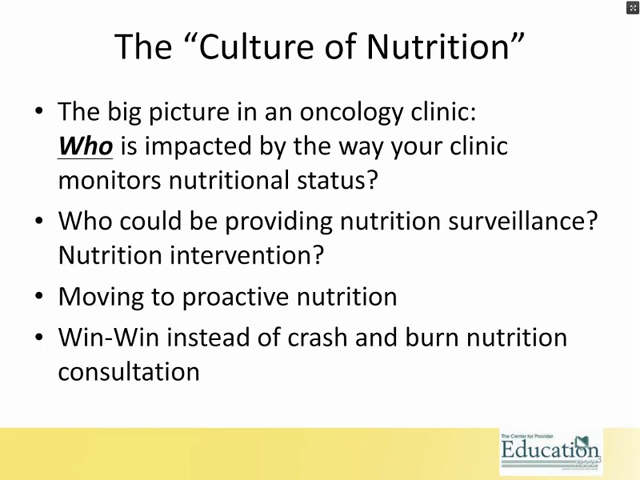 The “Culture of Nutrition”
• The big picture in an oncology clinic:
Who is impacted by the way your clinic
monitors nutritional status?
• Who could be providing nutrition surveillance?
Nutrition intervention?
• Moving to proactive nutrition
• Win-Win instead of crash and burn nutrition
consultation
The Center for Provider
Education